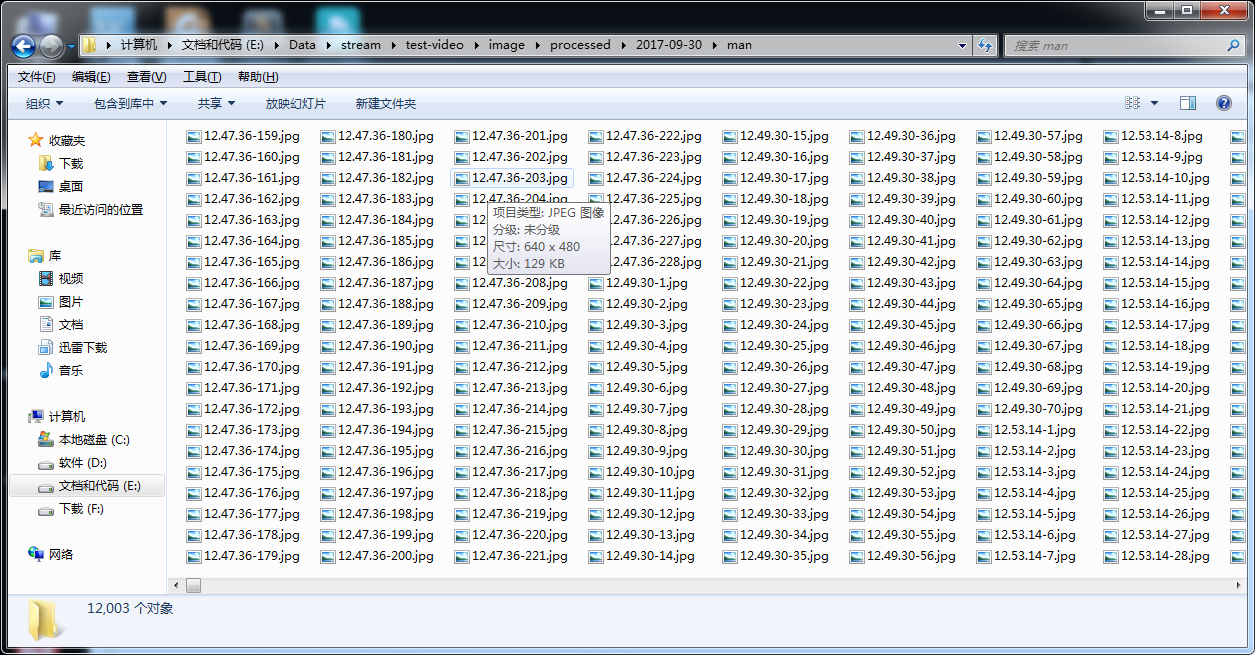 计算机 文档和代码 (E:) Data stream test-video image processed 2017-09-30 man
搜索 man
文件(F) 编辑(E) 查看(V) 工具(T) 帮助(H)
组织 包含到库中 共享 放映幻灯片 新建文件夹
收藏夹
下载
桌面
最近访问的位置
库
视频
图片
文档
迅雷下载
音乐
计算机
本地磁盘 (C:)
软件 (D:)
文档和代码 (E:)
下载 (F:)
网络
12.47.36-159.jpg 12.47.36-180.jpg 12.47.36-201.jpg 12.47.36-222.jpg 12.49.30-15.jpg 12.49.30-36.jpg 12.49.30-57.jpg 12.53.14-8.jpg
12.47.36-160.jpg 12.47.36-181.jpg 12.47.36-202.jpg 12.47.36-223.jpg 12.49.30-16.jpg 12.49.30-37.jpg 12.49.30-58.jpg 12.53.14-9.jpg
12.47.36-161.jpg 12.47.36-182.jpg 12.47.36-203.jpg 12.47.36-224.jpg 12.49.30-17.jpg 12.49.30-38.jpg 12.49.30-59.jpg 12.53.14-10.jpg
12.47.36-162.jpg 12.47.36-183.jpg 12.47.36-204.jpg 12.47.36-225.jpg 12.49.30-18.jpg 12.49.30-39.jpg 12.49.30-60.jpg 12.53.14-11.jpg
12.47.36-163.jpg 12.47.36-184.jpg 12.47.36-226.jpg 12.49.30-19.jpg 12.49.30-40.jpg 12.49.30-61.jpg 12.53.14-12.jpg
12.47.36-164.jpg 12.47.36-185.jpg 12.47.36-227.jpg 12.49.30-20.jpg 12.49.30-41.jpg 12.49.30-62.jpg 12.53.14-13.jpg
12.47.36-165.jpg 12.47.36-186.jpg 12.47.36-228.jpg 12.49.30-21.jpg 12.49.30-42.jpg 12.49.30-63.jpg 12.53.14-14.jpg
12.47.36-166.jpg 12.47.36-187.jpg 12.47.36-208.jpg 12.49.30-1.jpg 12.49.30-22.jpg 12.49.30-43.jpg 12.49.30-64.jpg 12.53.14-15.jpg
12.47.36-167.jpg 12.47.36-188.jpg 12.47.36-209.jpg 12.49.30-2.jpg 12.49.30-23.jpg 12.49.30-44.jpg 12.49.30-65.jpg 12.53.14-16.jpg
12.47.36-168.jpg 12.47.36-189.jpg 12.47.36-210.jpg 12.49.30-3.jpg 12.49.30-24.jpg 12.49.30-45.jpg 12.49.30-66.jpg 12.53.14-17.jpg
12.47.36-169.jpg 12.47.36-190.jpg 12.47.36-211.jpg 12.49.30-4.jpg 12.49.30-25.jpg 12.49.30-46.jpg 12.49.30-67.jpg 12.53.14-18.jpg
12.47.36-170.jpg 12.47.36-191.jpg 12.47.36-212.jpg 12.49.30-5.jpg 12.49.30-26.jpg 12.49.30-47.jpg 12.49.30-68.jpg 12.53.14-19.jpg
12.47.36-171.jpg 12.47.36-192.jpg 12.47.36-213.jpg 12.49.30-6.jpg 12.49.30-27.jpg 12.49.30-48.jpg 12.49.30-69.jpg 12.53.14-20.jpg
12.47.36-172.jpg 12.47.36-193.jpg 12.47.36-214.jpg 12.49.30-7.jpg 12.49.30-28.jpg 12.49.30-49.jpg 12.49.30-70.jpg 12.53.14-21.jpg
12.47.36-173.jpg 12.47.36-194.jpg 12.47.36-215.jpg 12.49.30-8.jpg 12.49.30-29.jpg 12.49.30-50.jpg 12.53.14-1.jpg 12.53.14-22.jpg
12.47.36-174.jpg 12.47.36-195.jpg 12.47.36-216.jpg 12.49.30-9.jpg 12.49.30-30.jpg 12.49.30-51.jpg 12.53.14-2.jpg 12.53.14-23.jpg
12.47.36-175.jpg 12.47.36-196.jpg 12.47.36-217.jpg 12.49.30-10.jpg 12.49.30-31.jpg 12.49.30-52.jpg 12.53.14-3.jpg 12.53.14-24.jpg
12.47.36-176.jpg 12.47.36-197.jpg 12.47.36-218.jpg 12.49.30-11.jpg 12.49.30-32.jpg 12.49.30-53.jpg 12.53.14-4.jpg 12.53.14-25.jpg
12.47.36-177.jpg 12.47.36-198.jpg 12.47.36-219.jpg 12.49.30-12.jpg 12.49.30-33.jpg 12.49.30-54.jpg 12.53.14-5.jpg 12.53.14-26.jpg
12.47.36-178.jpg 12.47.36-199.jpg 12.47.36-220.jpg 12.49.30-13.jpg 12.49.30-34.jpg 12.49.30-55.jpg 12.53.14-6.jpg 12.53.14-27.jpg
12.47.36-179.jpg 12.47.36-200.jpg 12.47.36-221.jpg 12.49.30-14.jpg 12.49.30-35.jpg 12.49.30-56.jpg 12.53.14-7.jpg 12.53.14-28.jpg
项目类型: JPEG 图像
分级: 未分级
尺寸: 640 x 480
大小: 129 KB
12,003 个对象